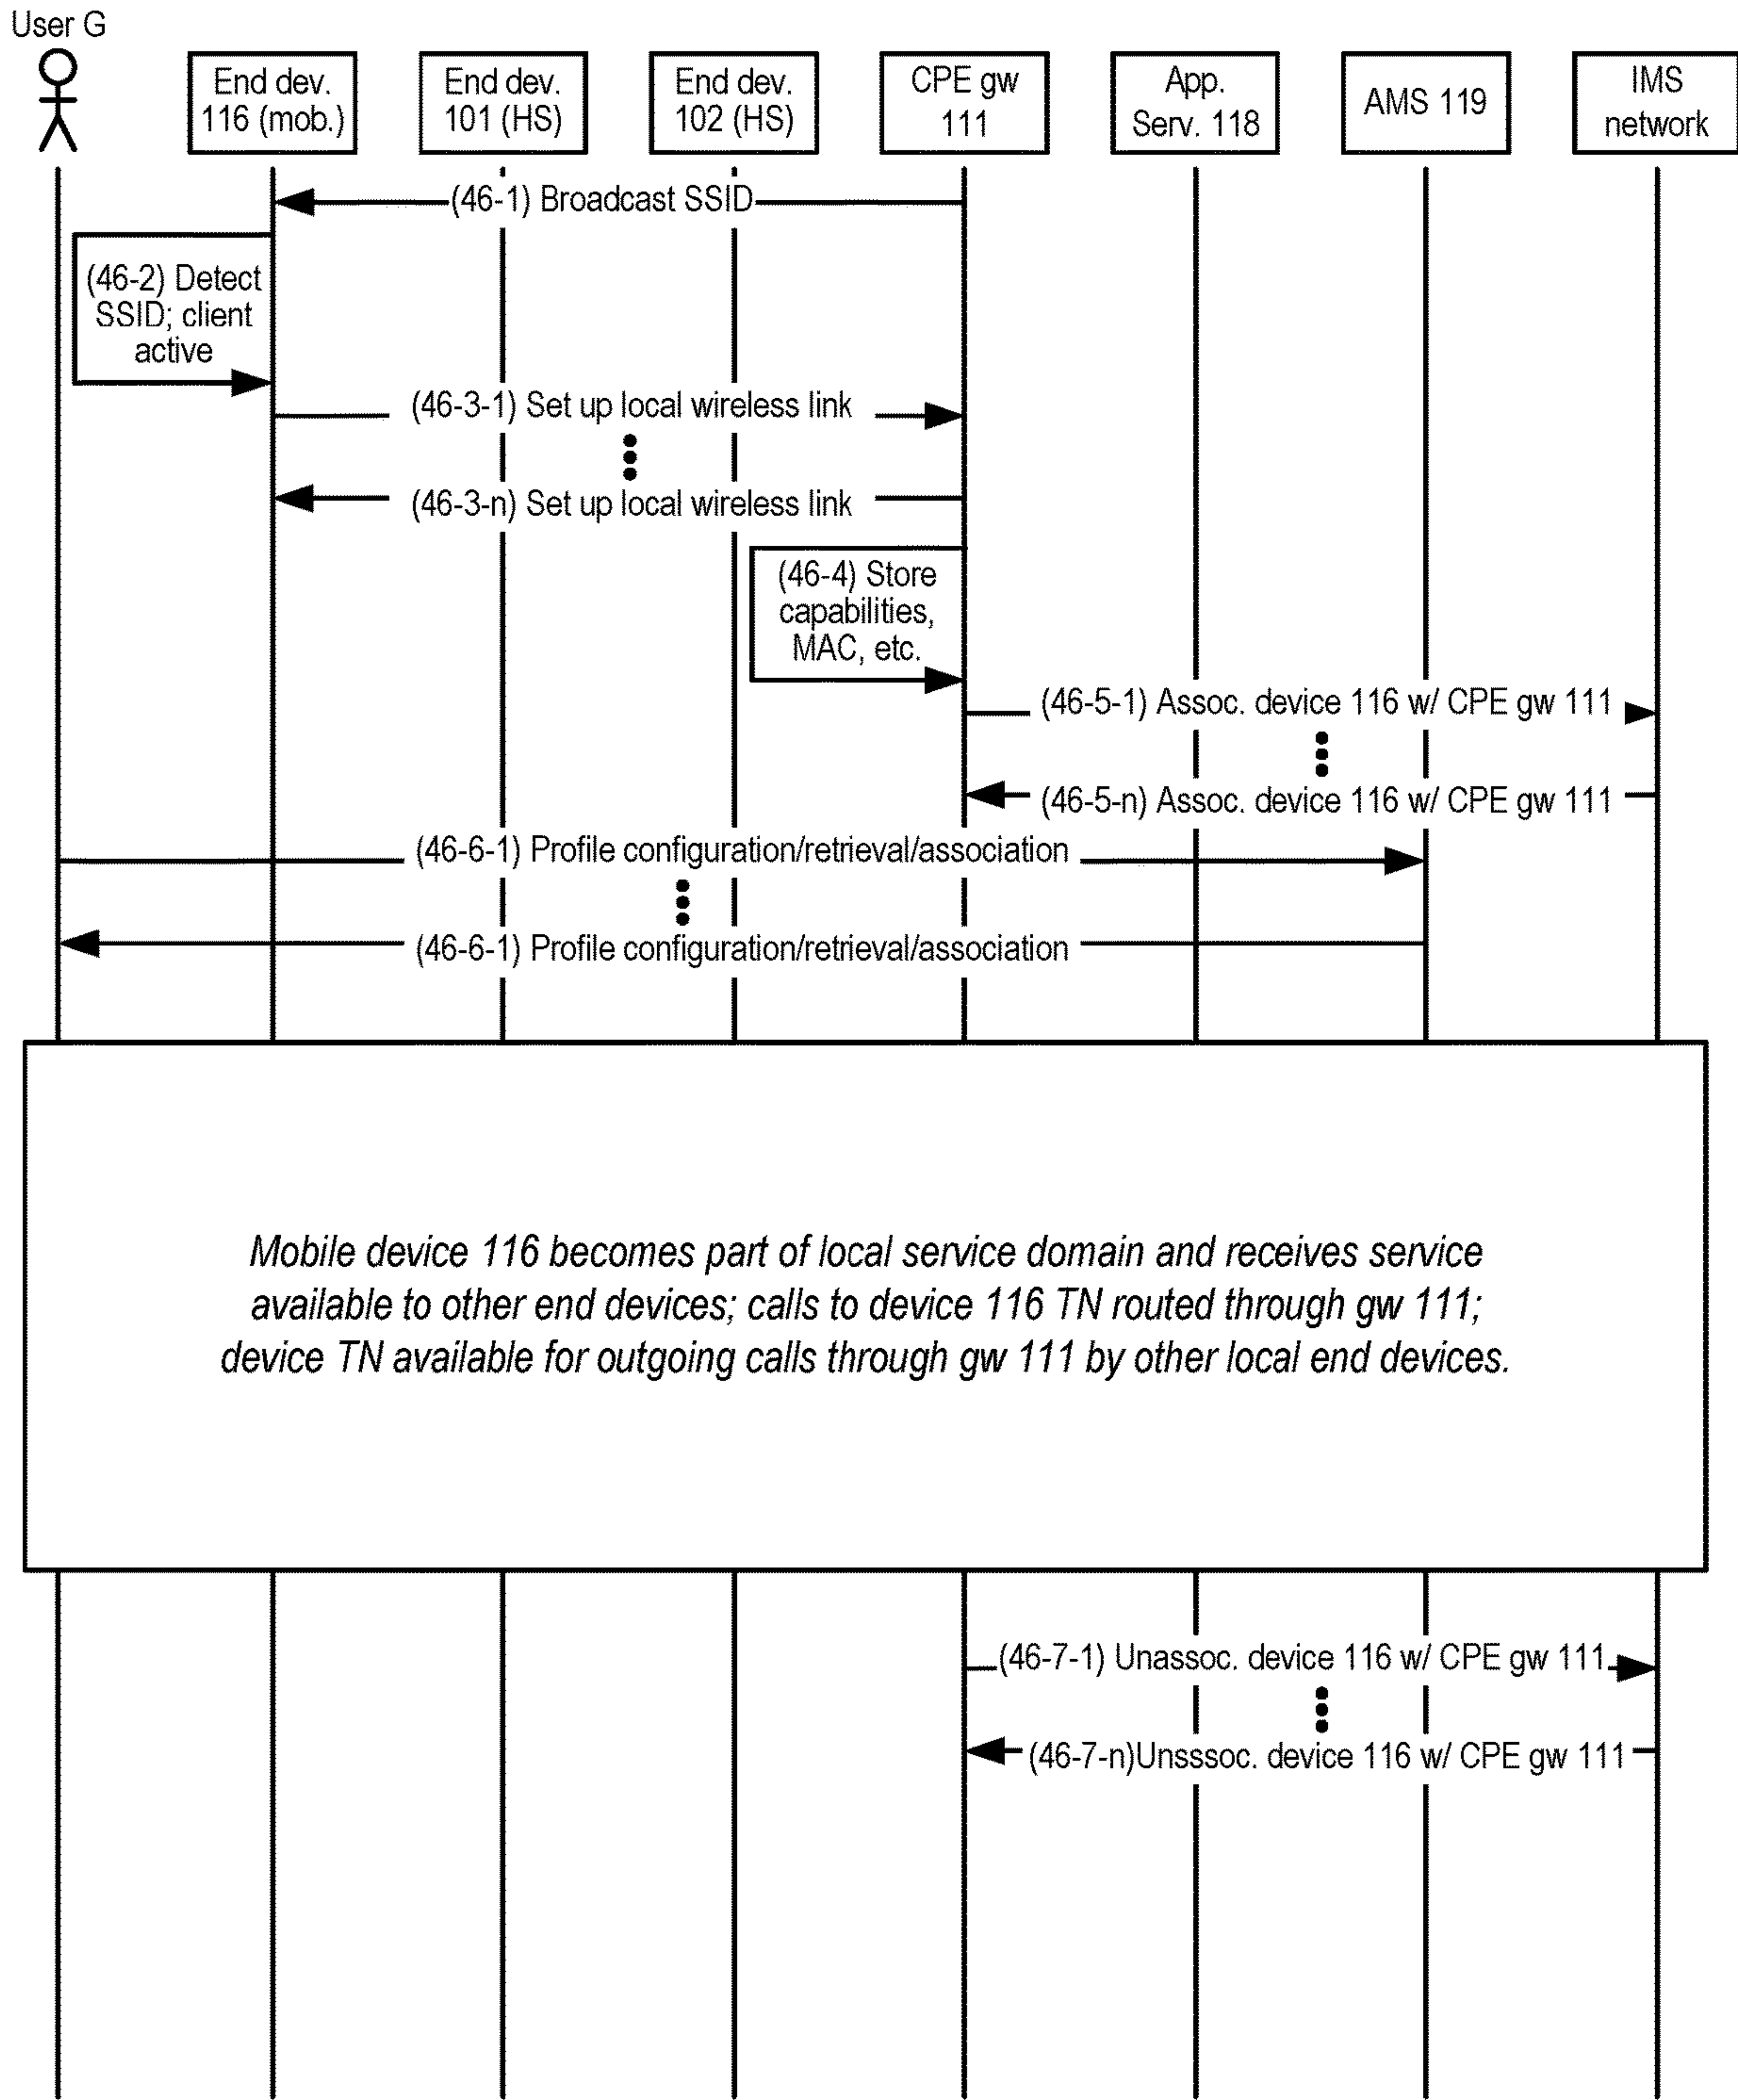 User G
End dev.
116 (mob.)
End dev.
101 (HS)
End dev.
102 (HS)
CPE gw
111
App.
Serv. 118
AMS 119
IMS
network
(46-1) Broadcast SSID
(46-2) Detect
SSID; client
active
(46-3-1) Set up local wireless link
(46-3-n) Set up local wireless link
(46-4) Store
capabilities,
MAC, etc.
(46-5-1) Assoc. device 116 w/ CPE gw 111
(46-5-n) Assoc. device 116 w/ CPE gw 111
(46-6-1) Profile configuration/retrieval/association
(46-6-1) Profile configuration/retrieval/association
Mobile device 116 becomes part of local service domain and receives service
available to other end devices; calls to device 116 TN routed through gw 111;
device TN available for outgoing calls through gw 111 by other local end devices.
(46-7-1) Unassoc. device 116 w/ CPE gw 111
(46-7-n)Unsssoc. device 116 w/ CPE gw 111